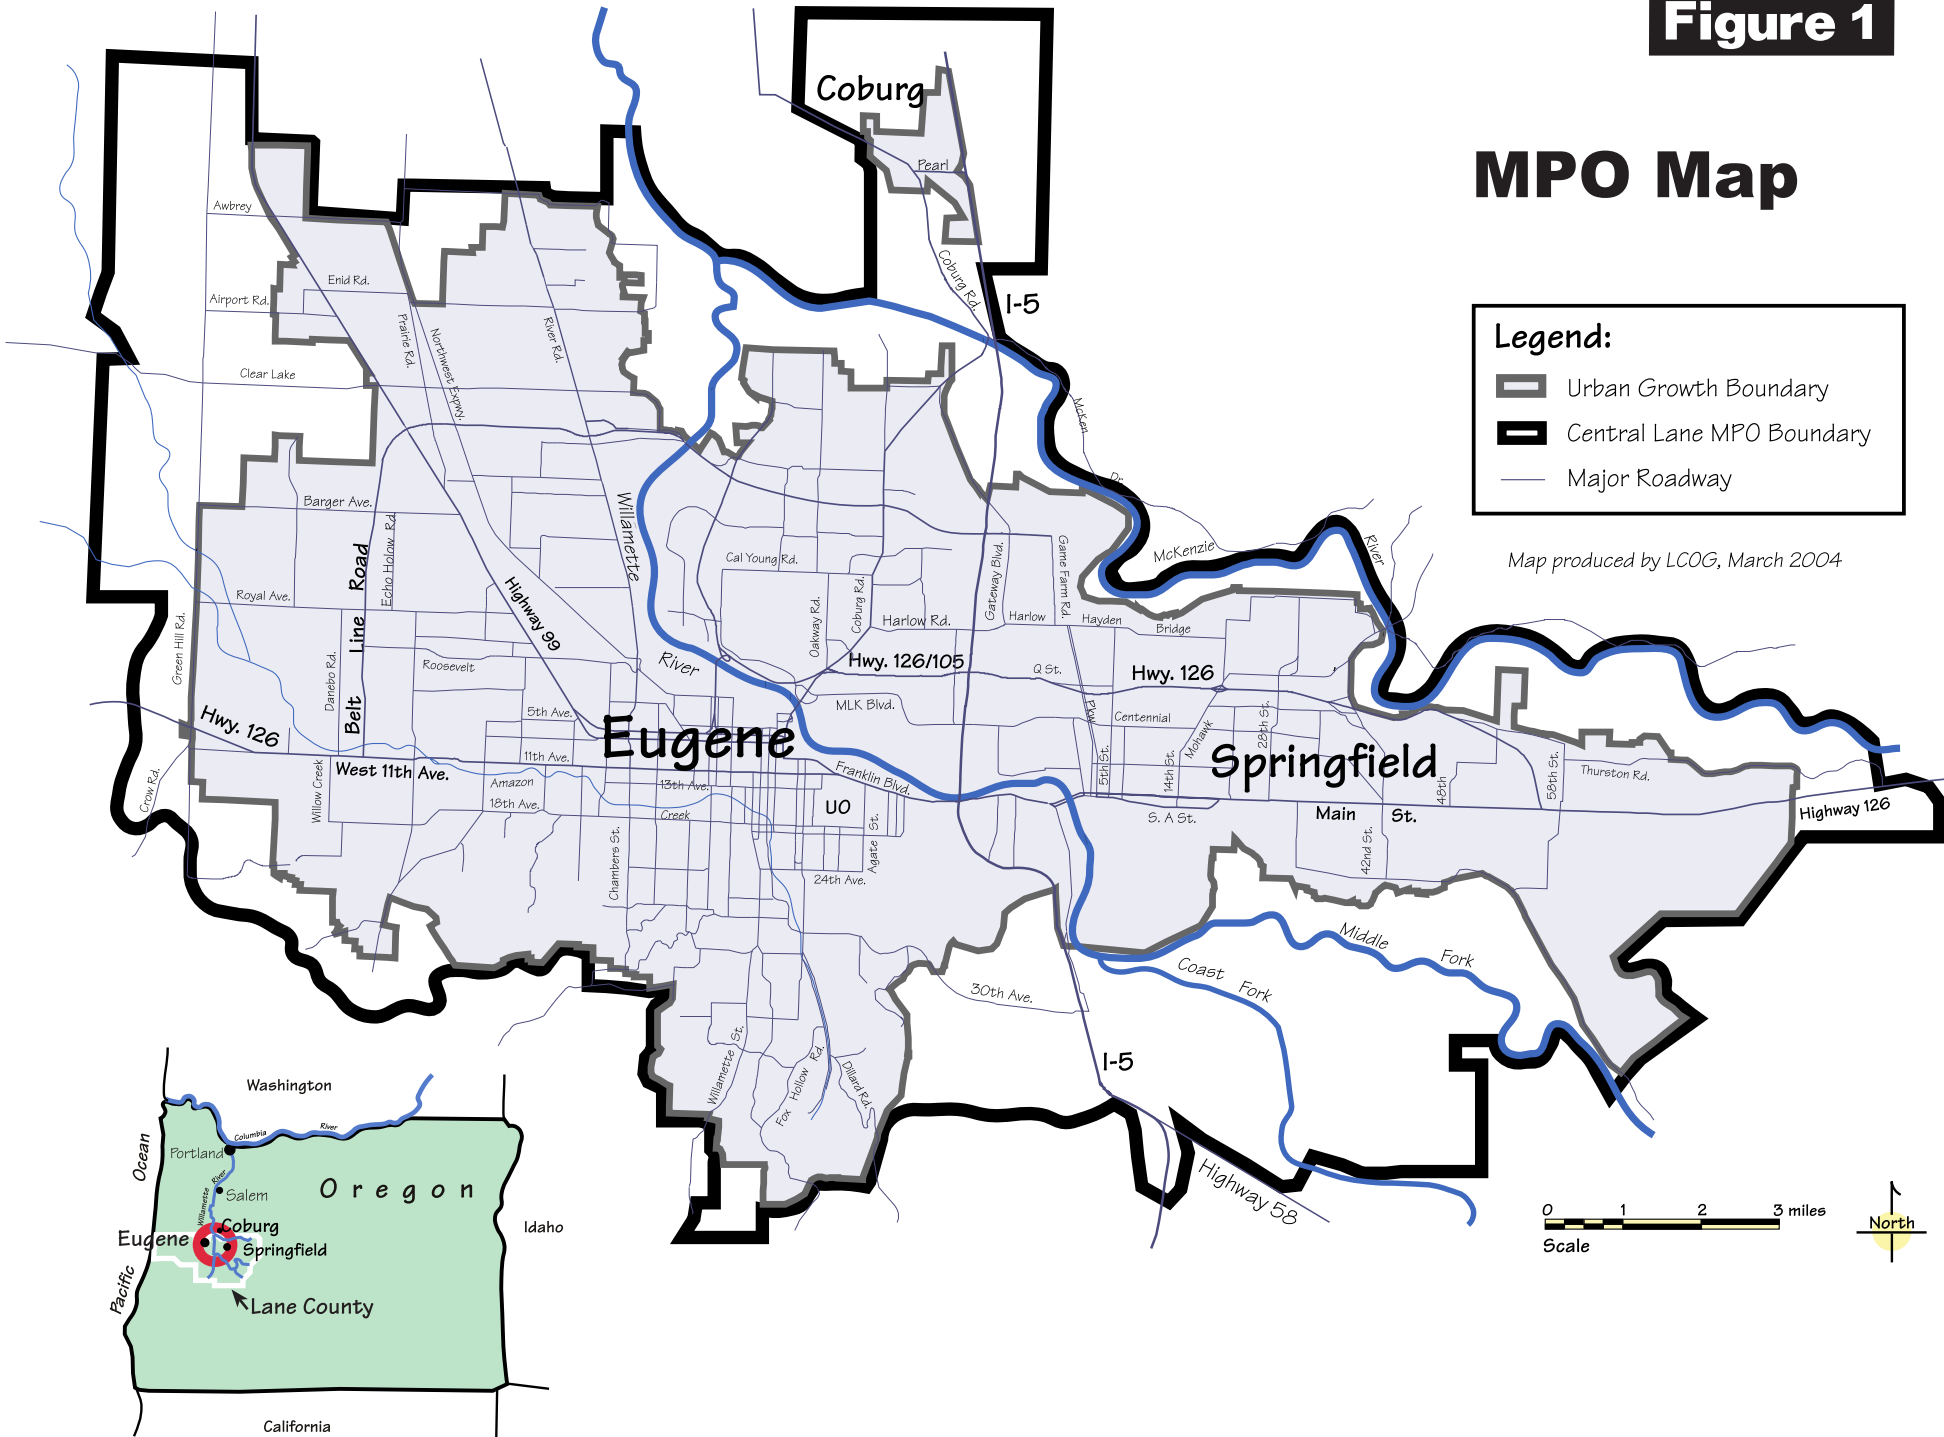 Figure 1
MPO Map
Coburg
Pearl
Awbrey
Coburg Rd.
Enid Rd.
Airport Rd.
I-5
Prairie Rd.
Northwest Expwy.
River Rd.
Clear Lake
Legend:
Urban Growth Boundary
Central Lane MPO Boundary
Major Roadway
McKen
Dr.
Map produced by LCOG, March 2004
Barger Ave.
Belt Line Road
Echo Holow Rd.
Willamette
River
Cal Young Rd.
Gateway Blvd.
Game Farm Rd.
McKenzie
River
Royal Ave.
Highway 99
Oakway Rd.
Coburg Rd.
Harlow Rd.
Harlow
Hayden
Bridge
Green Hill Rd.
Danebo Rd.
Roosevelt
Hwy. 126/105
Q St.
Hwy. 126
MLK Blvd.
Pkwy
Centennial
5th Ave.
Hwy. 126
Eugene
Springfield
Mohawk
28th St.
5th St.
14th St.
48th
58th St.
Thurston Rd.
11th Ave.
West 11th Ave.
Franklin Blvd.
Crow Rd.
Willow Creek
Amazon
13th Ave.
18th Ave.
Creek
UO
S. A St.
Main St.
Highway 126
Chambers St.
Agate St.
42nd St.
24th Ave.
30th Ave.
Middle Fork
Coast Fork
Willamette St.
Fox Hollow Rd.
Dillard Rd.
I-5
Highway 58
Washington
Columbia River
Portland
Pacific Ocean
Oregon
Willamette River
Salem
Coburg
Eugene
Springfield
Idaho
Lane County
California
0 1 2 3 miles
Scale
North